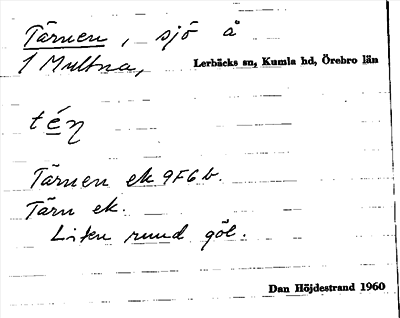 Tärnen, sjö å
1 Multna, Lerbäcks sn, Kumla hd, Örebro län
téɳ
Tärnen ek 9F6b.
Tärn ek.
Liten rund göl.
Dan Höjdestrand 1960